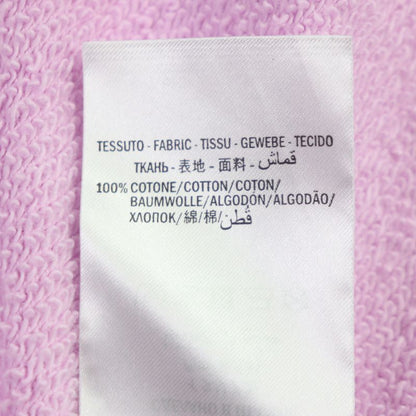 TESSUTO - FABRIC - TISSU - GEWEBE - TECIDO
ТКАНЬ - 表地 - 面料 - قماش
100% COTONE/COTTON/COTON/
BAUMWOLLE/ALGODÓN/ALGODÃO/
ХЛОПОК/綿/棉/قُطن